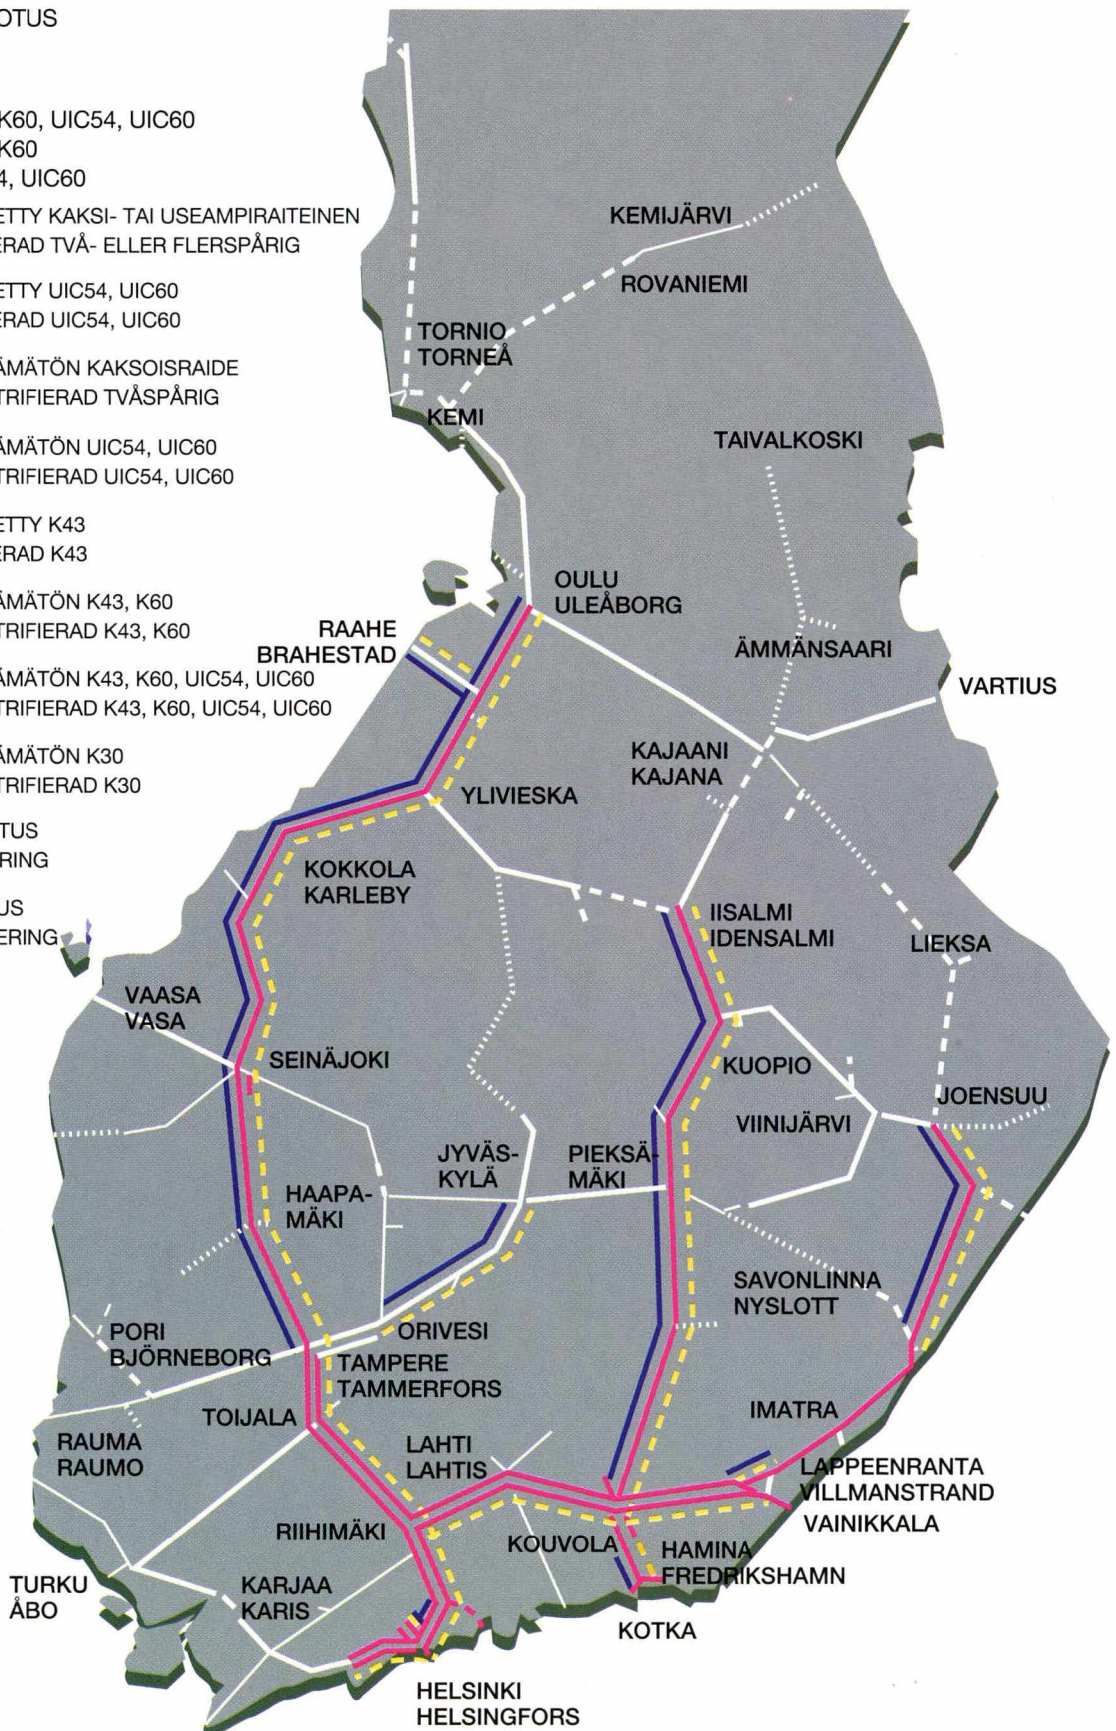 OTUS
K60, UIC54, UIC60
K60
4, UIC60
ETTY KAKSI- TAI USEAMPIRAITEINEN
ERAD TVÅ- ELLER FLERSPÅRIG
ETTY UIC54, UIC60
ERAD UIC54, UIC60
ÄMÄTÖN KAKSOISRAIDE
TRIFIERAD TVÅSPÅRIG
ÄMÄTÖN UIC54, UIC60
TRIFIERAD UIC54, UIC60
ETTY K43
ERAD K43
ÄMÄTÖN K43, K60
TRIFIERAD K43, K60
ÄMÄTÖN K43, K60, UIC54, UIC60
TRIFIERAD K43, K60, UIC54, UIC60
ÄMÄTÖN K30
TRIFIERAD K30
TUS
RING
US
ERING
KEMIJÄRVI
ROVANIEMI
TORNIO
TORNEÅ
KEMI
TAIVALKOSKI
OULU
ULEÅBORG
RAAHE
BRAHESTAD
ÄMMÄNSAARI
VARTIUS
KAJAANI
KAJANA
YLIVIESKA
KOKKOLA
KARLEBY
IISALMI
IDENSALMI
LIEKSA
VAASA
VASA
SEINÄJOKI
KUOPIO
JOENSUU
VIINIJÄRVI
JYVÄS-
KYLÄ
PIEKSÄ-
MÄKI
HAAPA-
MÄKI
SAVONLINNA
NYSLOTT
PORI
BJÖRNEBORG
ORIVESI
TAMPERE
TAMMERFORS
TOIJALA
IMATRA
RAUMA
RAUMO
LAHTI
LAHTIS
LAPPEENRANTA
VILLMANSTRAND
VAINIKKALA
RIIHIMÄKI
KOUVOLA
HAMINA
FREDRIKSHAMN
TURKU
ÅBO
KARJAA
KARIS
KOTKA
HELSINKI
HELSINGFORS